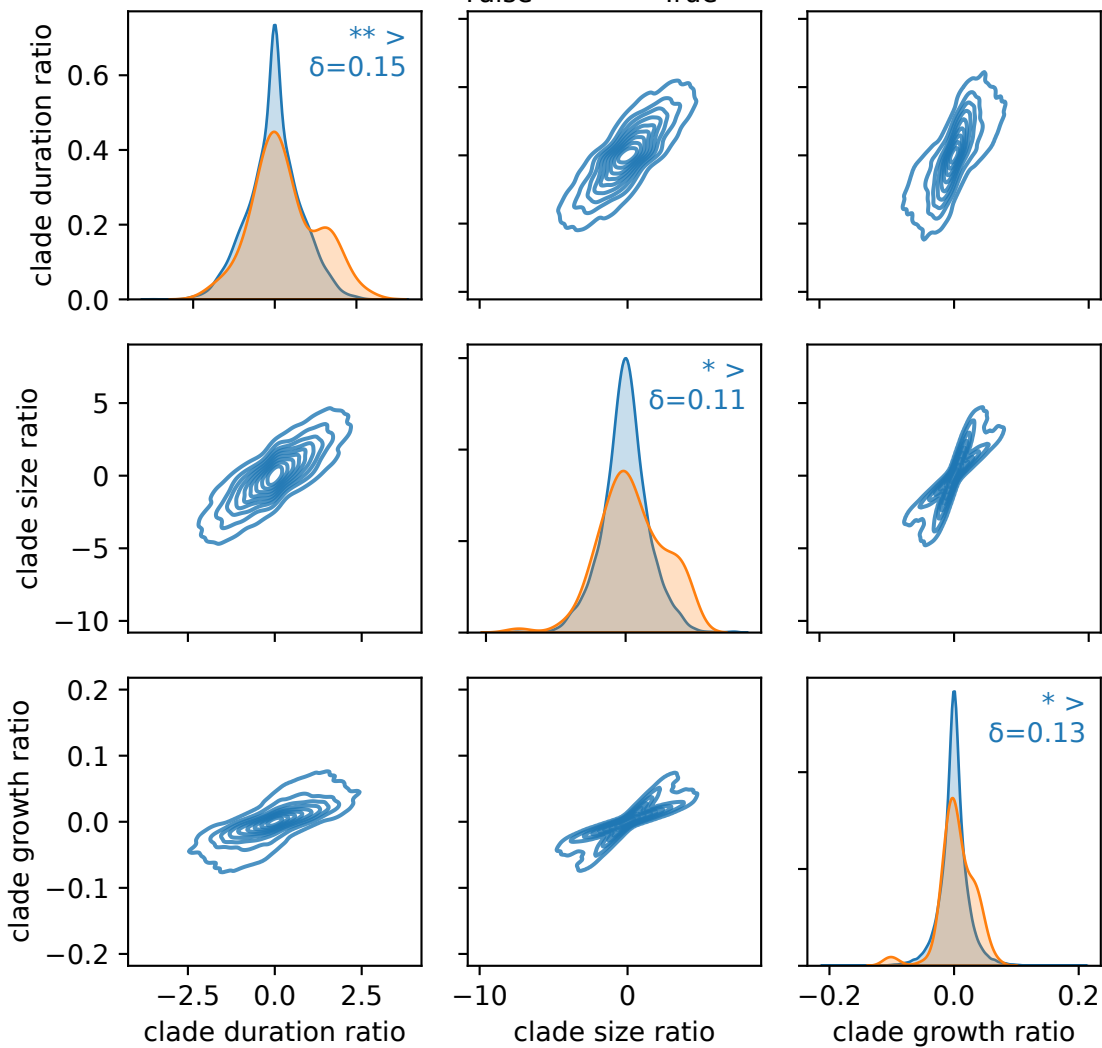 False True
clade duration ratio
** >
δ=0.15
0.6
0.4
0.2
0.0
clade size ratio
* >
δ=0.11
5
0
−5
−10
clade growth ratio
* >
δ=0.13
0.2
0.1
0.0
−0.1
−0.2
−2.5 0.0 2.5 −10 0 −0.2 0.0 0.2
clade duration ratio clade size ratio clade growth ratio